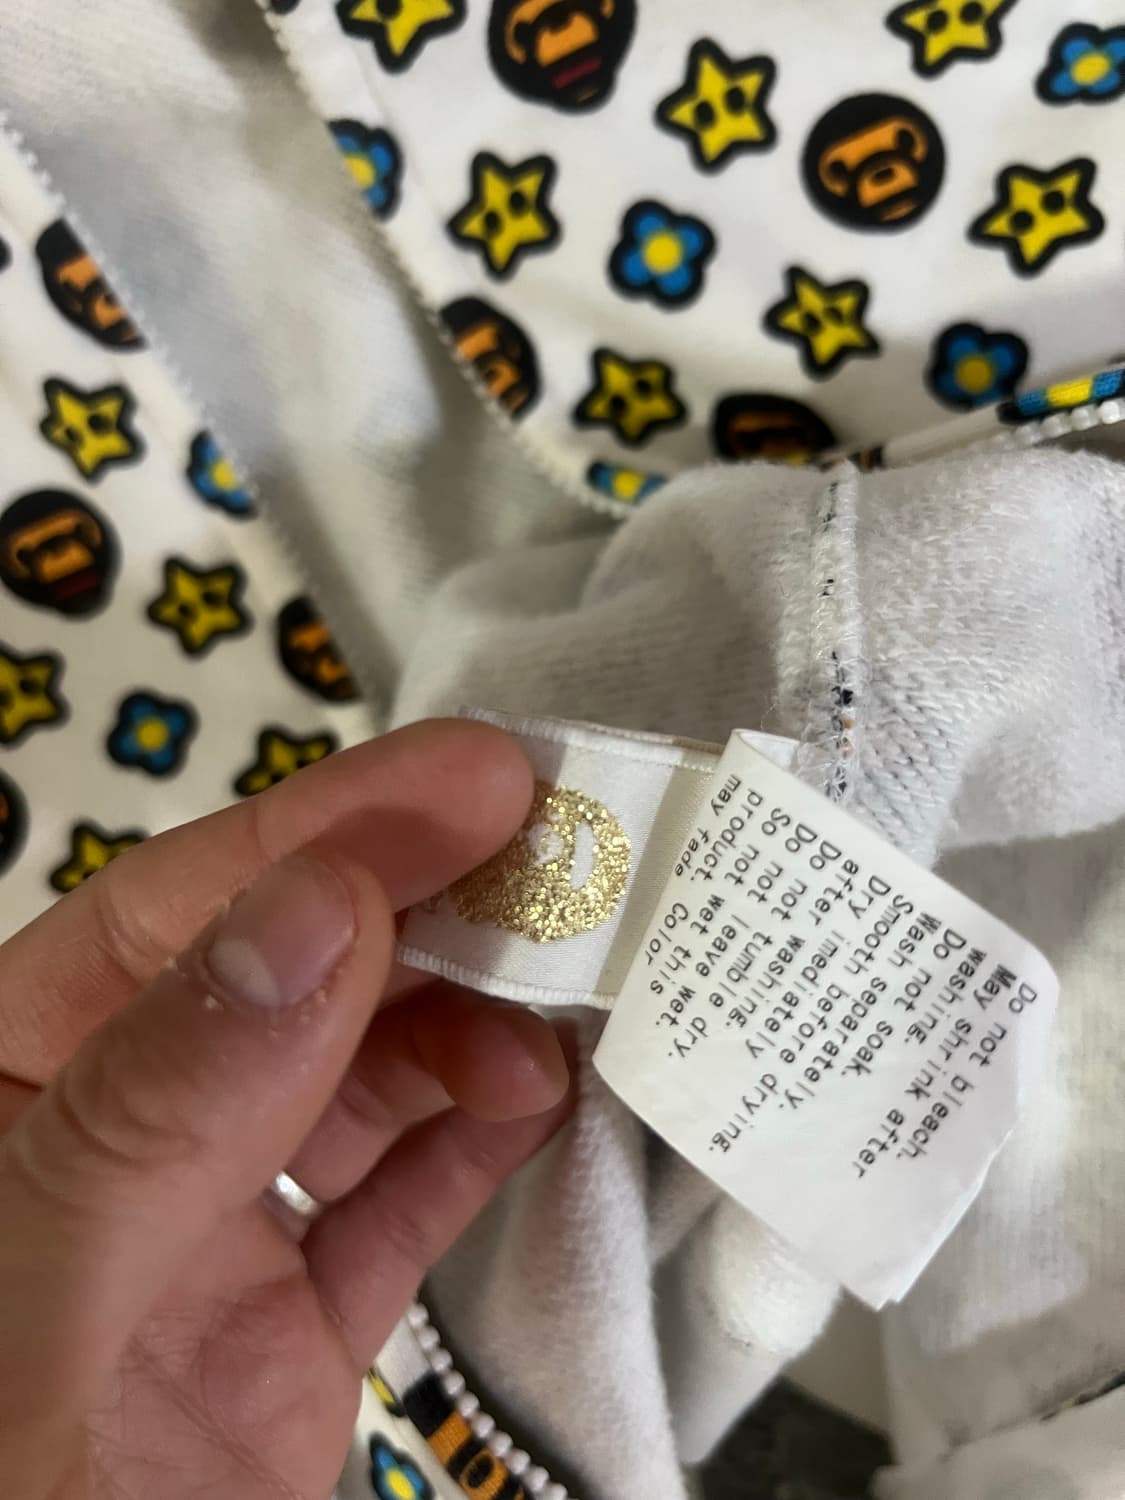 Do not bleach.
May shrink after
washing.
Do not soak.
Wash separately.
Smooth before drying.
Dry imediately
after washing.
Do not tumble dry.
Do not leave wet.
So not wet this
product. Color
may fade.